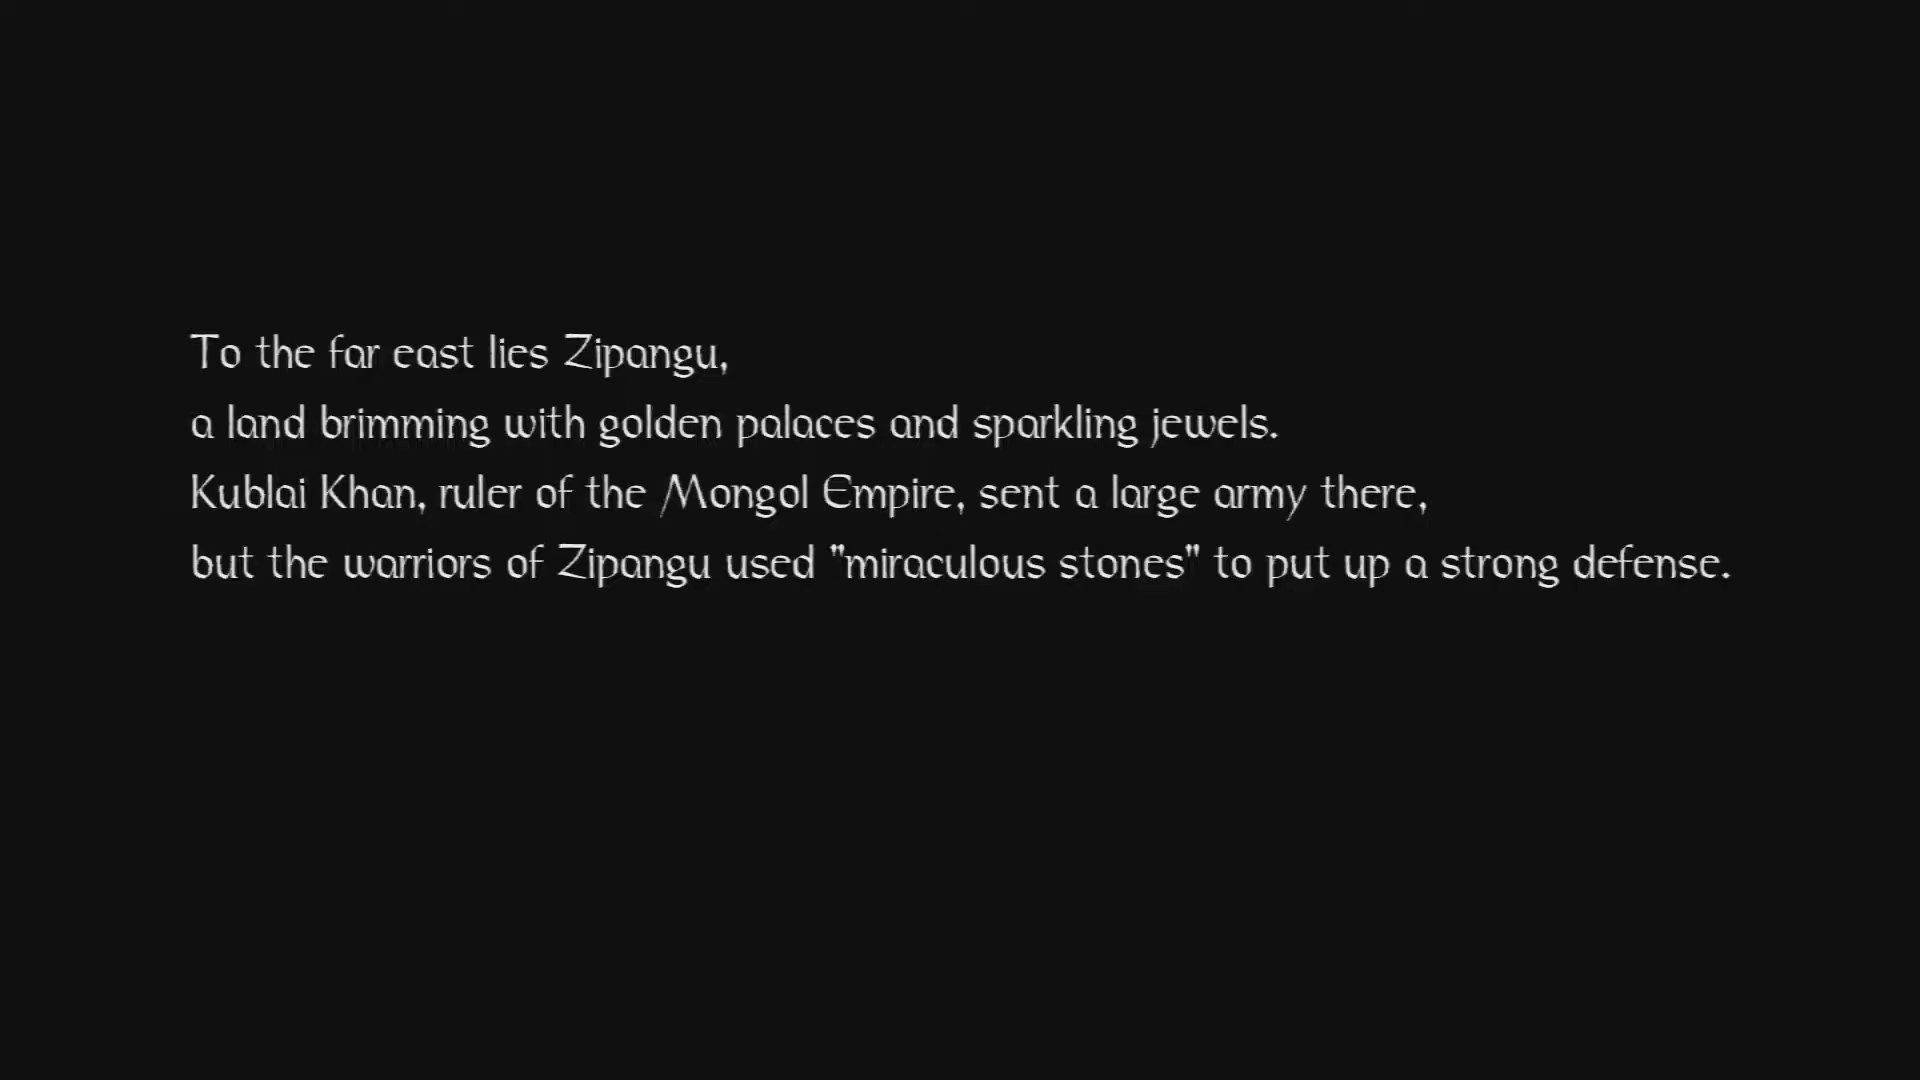 To the far east lies Zipangu,
a land brimming with golden palaces and sparkling jewels.
Kublai Khan, ruler of the Mongol Empire, sent a large army there,
but the warriors of Zipangu used "miraculous stones" to put up a strong defense.